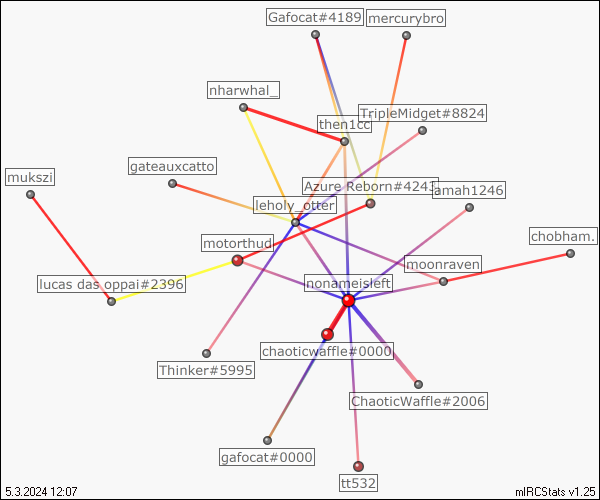 Gafocat#4189
mercurybro
nharwhal_
TripleMidget#8824
then1cc
gateauxcatto
mukszi
Azure Reborn#4243
amah1246
leholy_otter
chobham.
motorthud
moonraven
lucas das oppai#2396
nonameisleft
chaoticwaffle#0000
Thinker#5995
ChaoticWaffle#2006
gafocat#0000
tt532
5.3.2024 12:07
mIRCStats v1.25